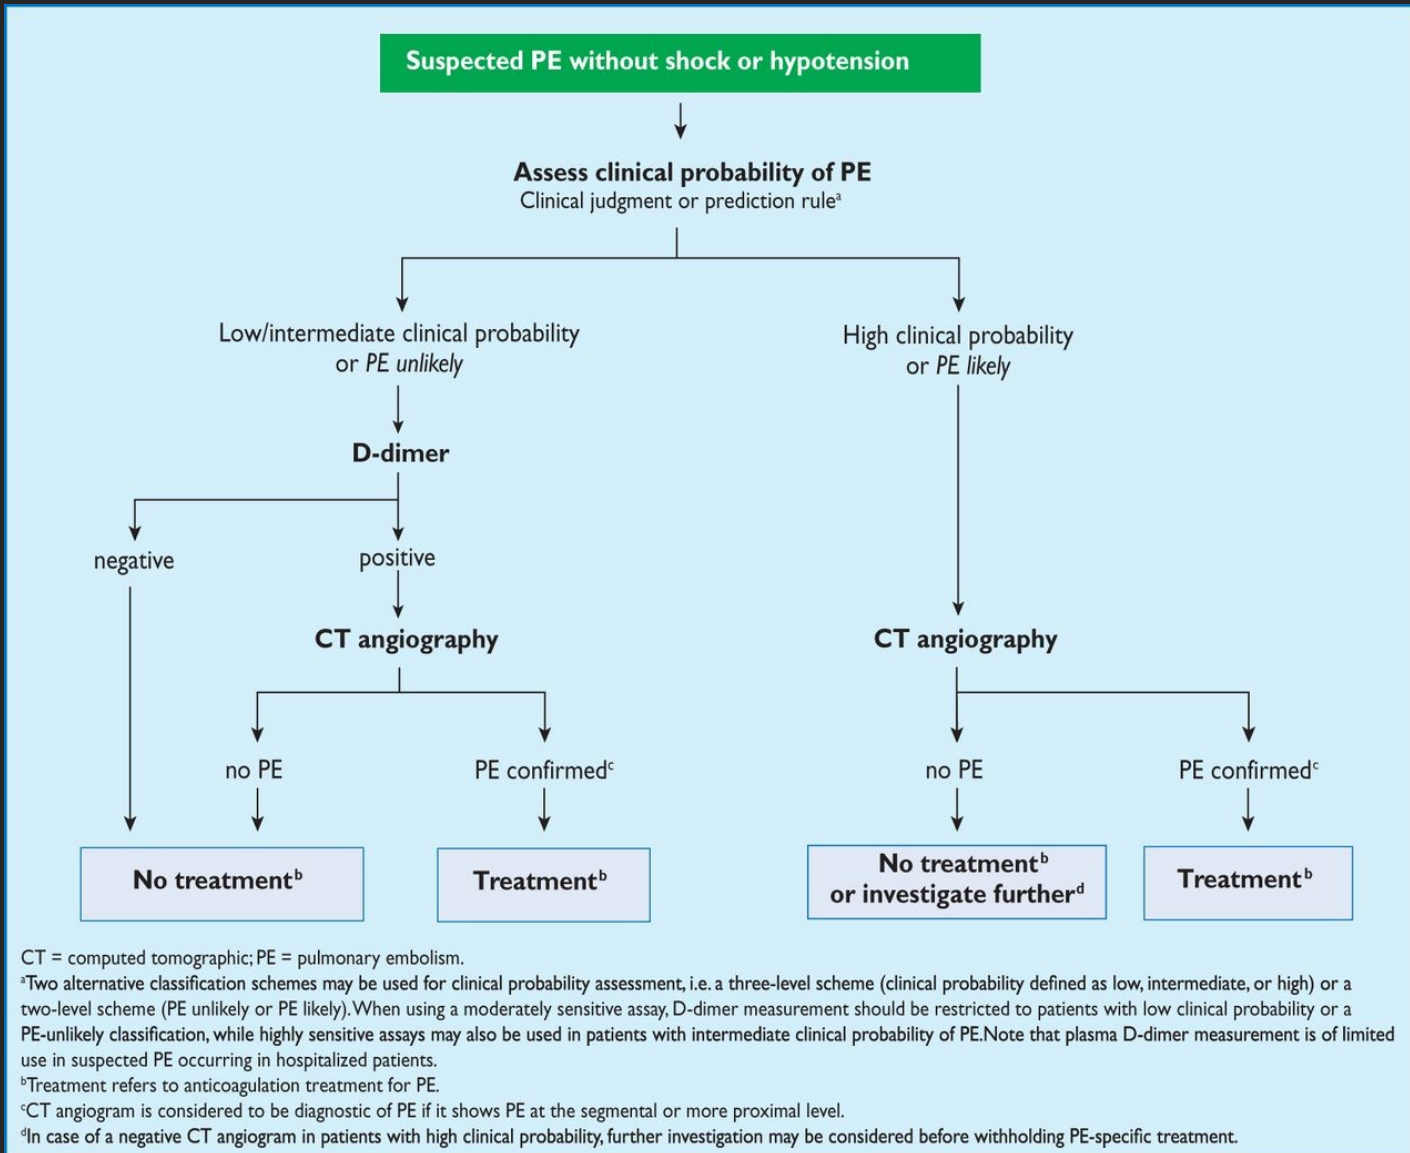 Suspected PE without shock or hypotension
Assess clinical probability of PE
Clinical judgment or prediction ruleᵃ
Low/intermediate clinical probability
or PE unlikely
High clinical probability
or PE likely
D-dimer
negative
positive
CT angiography
CT angiography
no PE
PE confirmedᶜ
no PE
PE confirmedᶜ
No treatmentᵇ
Treatmentᵇ
No treatmentᵇ
or investigate furtherᵈ
Treatmentᵇ
CT = computed tomographic; PE = pulmonary embolism.
ᵃTwo alternative classification schemes may be used for clinical probability assessment, i.e. a three-level scheme (clinical probability defined as low, intermediate, or high) or a
two-level scheme (PE unlikely or PE likely). When using a moderately sensitive assay, D-dimer measurement should be restricted to patients with low clinical probability or a
PE-unlikely classification, while highly sensitive assays may also be used in patients with intermediate clinical probability of PE. Note that plasma D-dimer measurement is of limited
use in suspected PE occurring in hospitalized patients.
ᵇTreatment refers to anticoagulation treatment for PE.
ᶜCT angiogram is considered to be diagnostic of PE if it shows PE at the segmental or more proximal level.
ᵈIn case of a negative CT angiogram in patients with high clinical probability, further investigation may be considered before withholding PE-specific treatment.